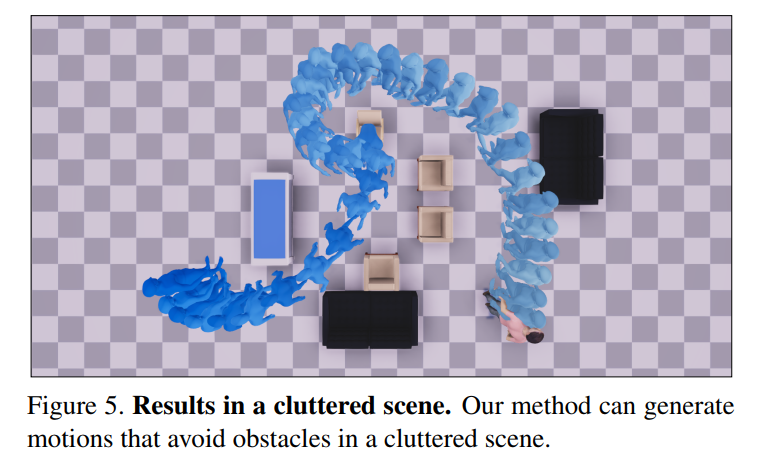 Figure 5. Results in a cluttered scene. Our method can generate
motions that avoid obstacles in a cluttered scene.